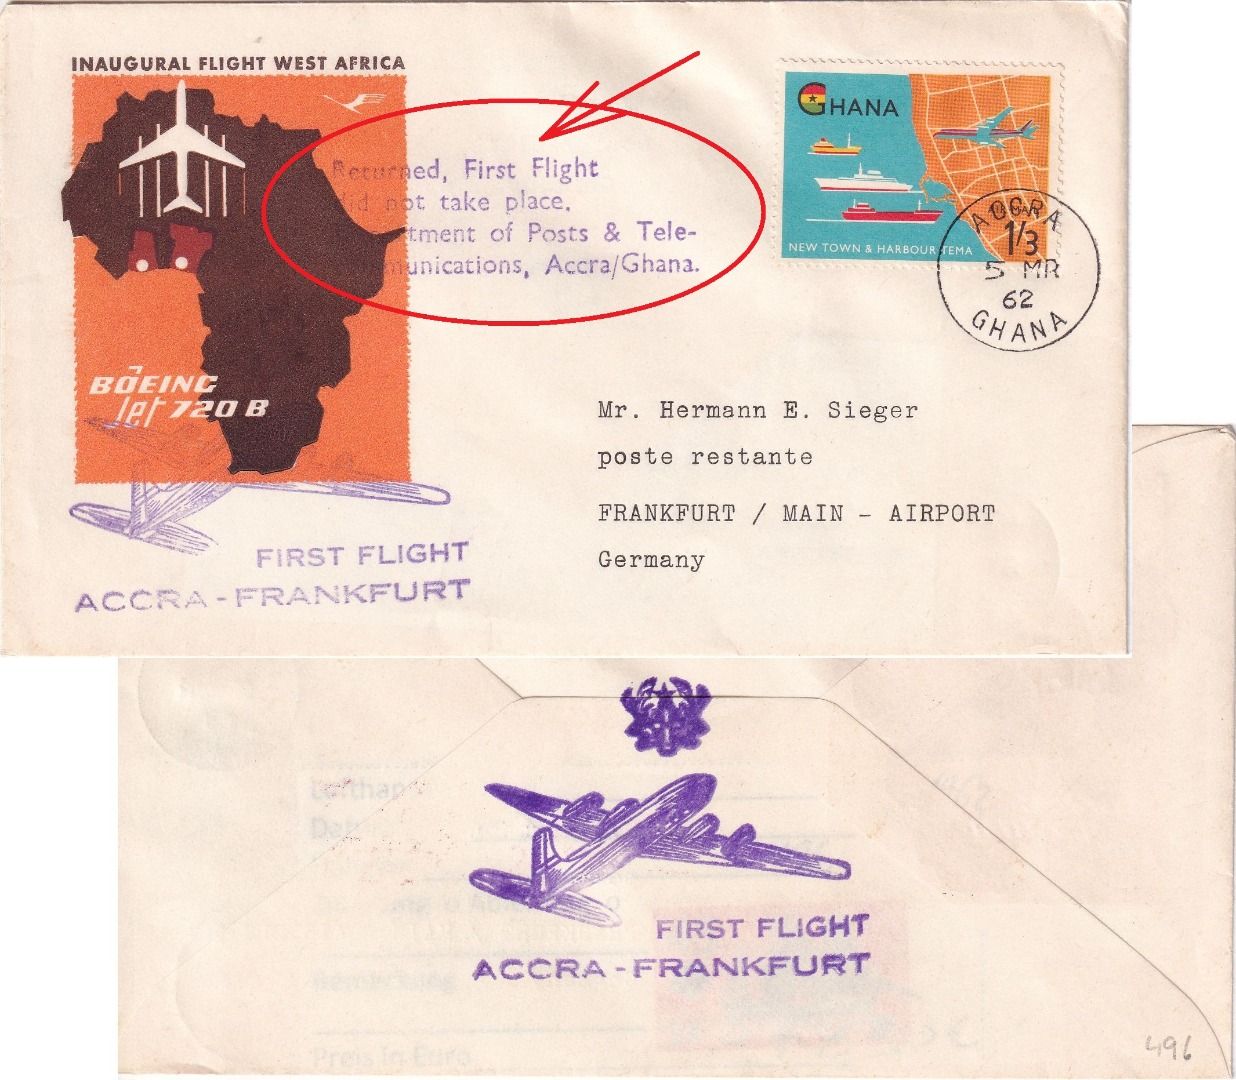 INAUGURAL FLIGHT WEST AFRICA
Returned, First Flight
did not take place.
tment of Posts & Tele-
munications, Accra/Ghana.
GHANA
NEW TOWN & HARBOUR TEMA
1/3
ACCRA
5 MR
62
GHANA
BOEING
Jet 720 B
Mr. Hermann E. Sieger
poste restante
FRANKFURT / MAIN - AIRPORT
Germany
FIRST FLIGHT
ACCRA - FRANKFURT
FIRST FLIGHT
ACCRA - FRANKFURT
496